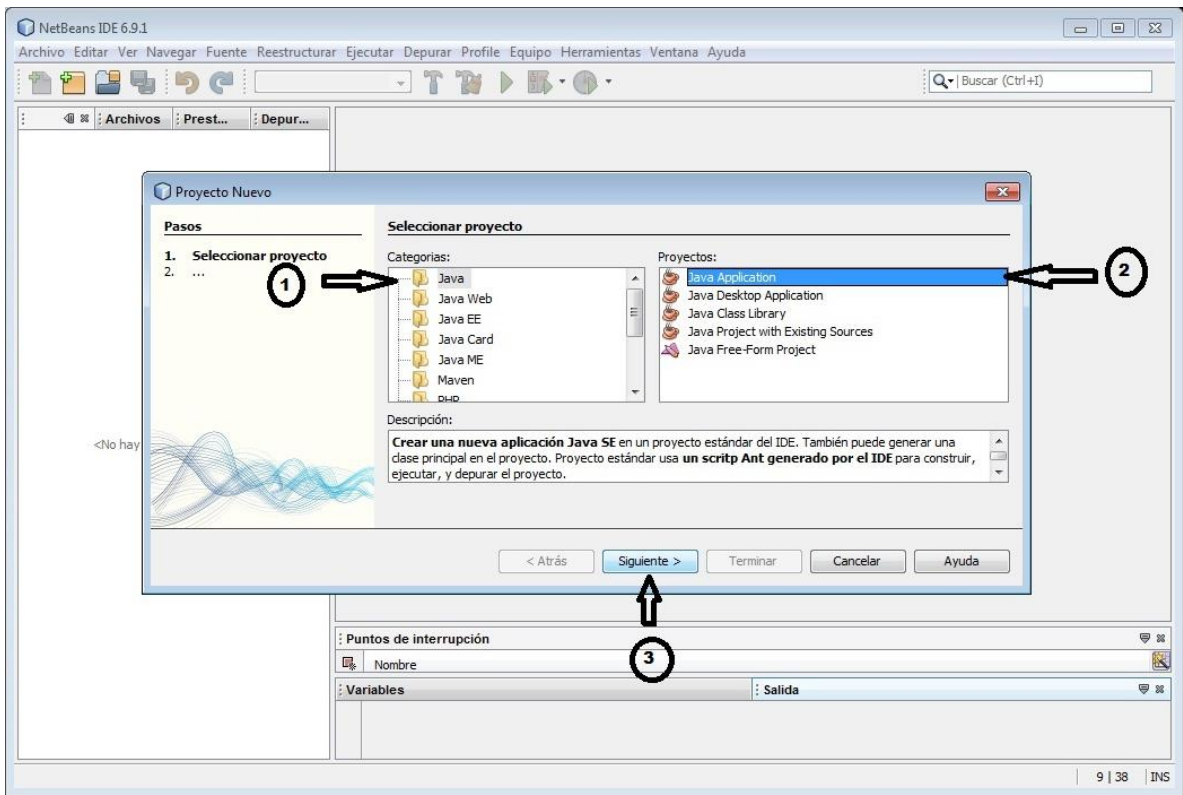 NetBeans IDE 6.9.1
Archivo Editar Ver Navegar Fuente Reestructurar Ejecutar Depurar Profile Equipo Herramientas Ventana Ayuda
Buscar (Ctrl+I)
Archivos Prest... Depur...
Proyecto Nuevo
Pasos
1. Seleccionar proyecto
2. ...
Seleccionar proyecto
Categorias:
Java
Java Web
Java EE
Java Card
Java ME
Maven
PHP
Proyectos:
Java Application
Java Desktop Application
Java Class Library
Java Project with Existing Sources
Java Free-Form Project
1
2
Descripción:
Crear una nueva aplicación Java SE en un proyecto estándar del IDE. También puede generar una
clase principal en el proyecto. Proyecto estándar usa un scritp Ant generado por el IDE para construir,
ejecutar, y depurar el proyecto.
<No hay
< Atrás Siguiente > Terminar Cancelar Ayuda
3
Puntos de interrupción
Nombre
Variables Salida
9 | 38 INS